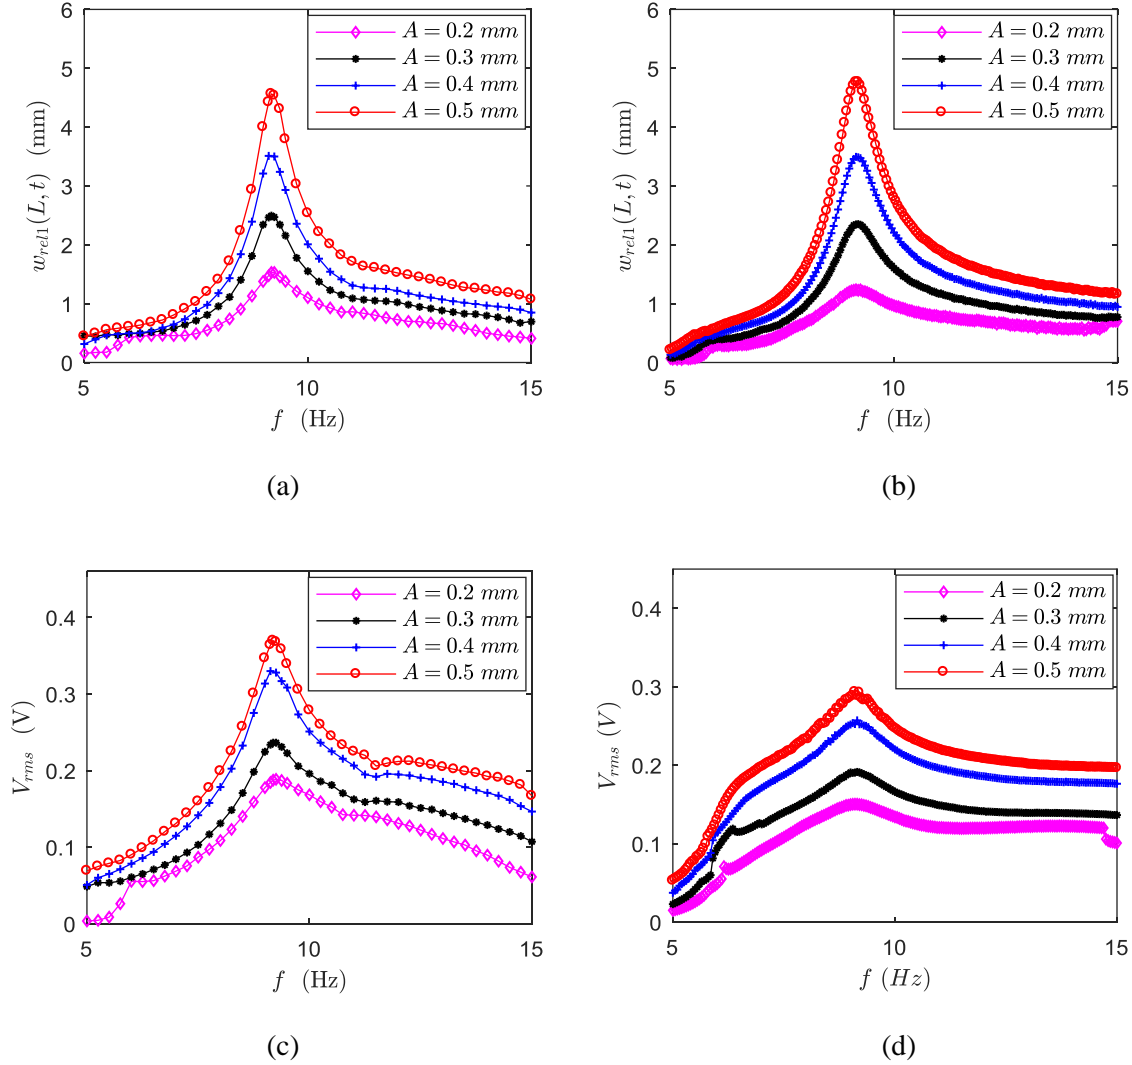 6
5
4
3
2
1
0
w_{rel1}(L, t) (mm)
A = 0.2 mm
A = 0.3 mm
A = 0.4 mm
A = 0.5 mm
5 10 15
f (Hz)
(a)
6
5
4
3
2
1
0
w_{rel1}(L, t) (mm)
A = 0.2 mm
A = 0.3 mm
A = 0.4 mm
A = 0.5 mm
5 10 15
f (Hz)
(b)
0.4
0.3
0.2
0.1
0
V_{rms} (V)
A = 0.2 mm
A = 0.3 mm
A = 0.4 mm
A = 0.5 mm
5 10 15
f (Hz)
(c)
0.4
0.3
0.2
0.1
0
V_{rms} (V)
A = 0.2 mm
A = 0.3 mm
A = 0.4 mm
A = 0.5 mm
5 10 15
f (Hz)
(d)